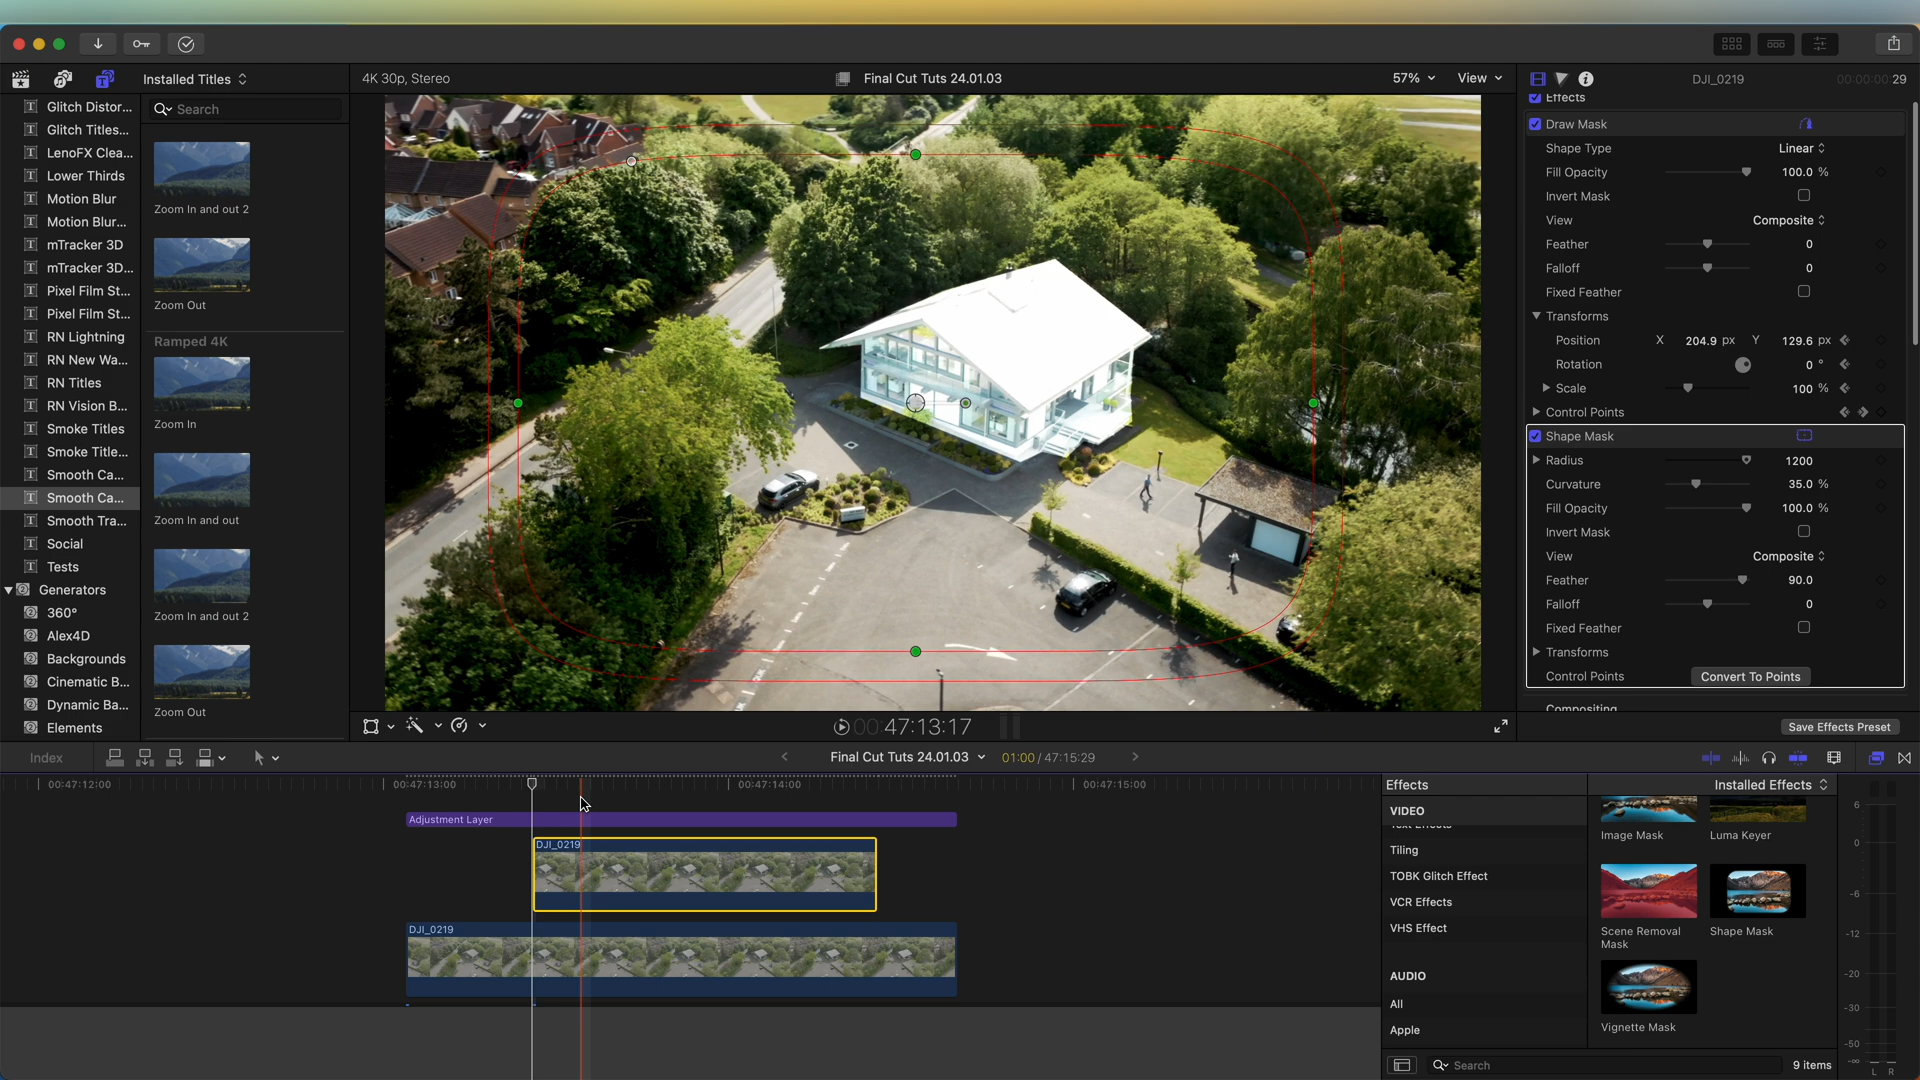 Installed Titles
4K 30p, Stereo
Final Cut Tuts 24.01.03
57%
View
DJI_0219
00:00:00:29
Search
Glitch Distor...
Glitch Titles...
LenoFX Clea...
Lower Thirds
Motion Blur
Motion Blur...
mTracker 3D
mTracker 3D...
Pixel Film St...
Pixel Film St...
RN Lightning
RN New Wa...
RN Titles
RN Vision B...
Smoke Titles
Smoke Title...
Smooth Ca...
Smooth Ca...
Smooth Tra...
Social
Tests
Generators
360°
Alex4D
Backgrounds
Cinematic B...
Dynamic Ba...
Elements
Zoom In and out 2
Zoom Out
Ramped 4K
Zoom In
Zoom In and out
Zoom In and out 2
Zoom Out
Effects
Draw Mask
Shape Type Linear
Fill Opacity 100.0 %
Invert Mask
View Composite
Feather 0
Falloff 0
Fixed Feather
Transforms
Position X 204.9 px Y 129.6 px
Rotation 0 °
Scale 100 %
Control Points
Shape Mask
Radius 1200
Curvature 35.0 %
Fill Opacity 100.0 %
Invert Mask
View Composite
Feather 90.0
Falloff 0
Fixed Feather
Transforms
Control Points Convert To Points
Compositing
Save Effects Preset
00:47:13:17
Index
Final Cut Tuts 24.01.03
01:00 / 47:15:29
00:47:12:00
00:47:13:00
00:47:14:00
00:47:15:00
Adjustment Layer
DJI_0219
DJI_0219
Effects
Installed Effects
VIDEO
Text Effects
Tiling
TOBK Glitch Effect
VCR Effects
VHS Effect
AUDIO
All
Apple
Image Mask
Luma Keyer
Scene Removal
Mask
Shape Mask
Vignette Mask
Search
9 items
6
0
-6
-12
-20
-30
-50
-∞
L R